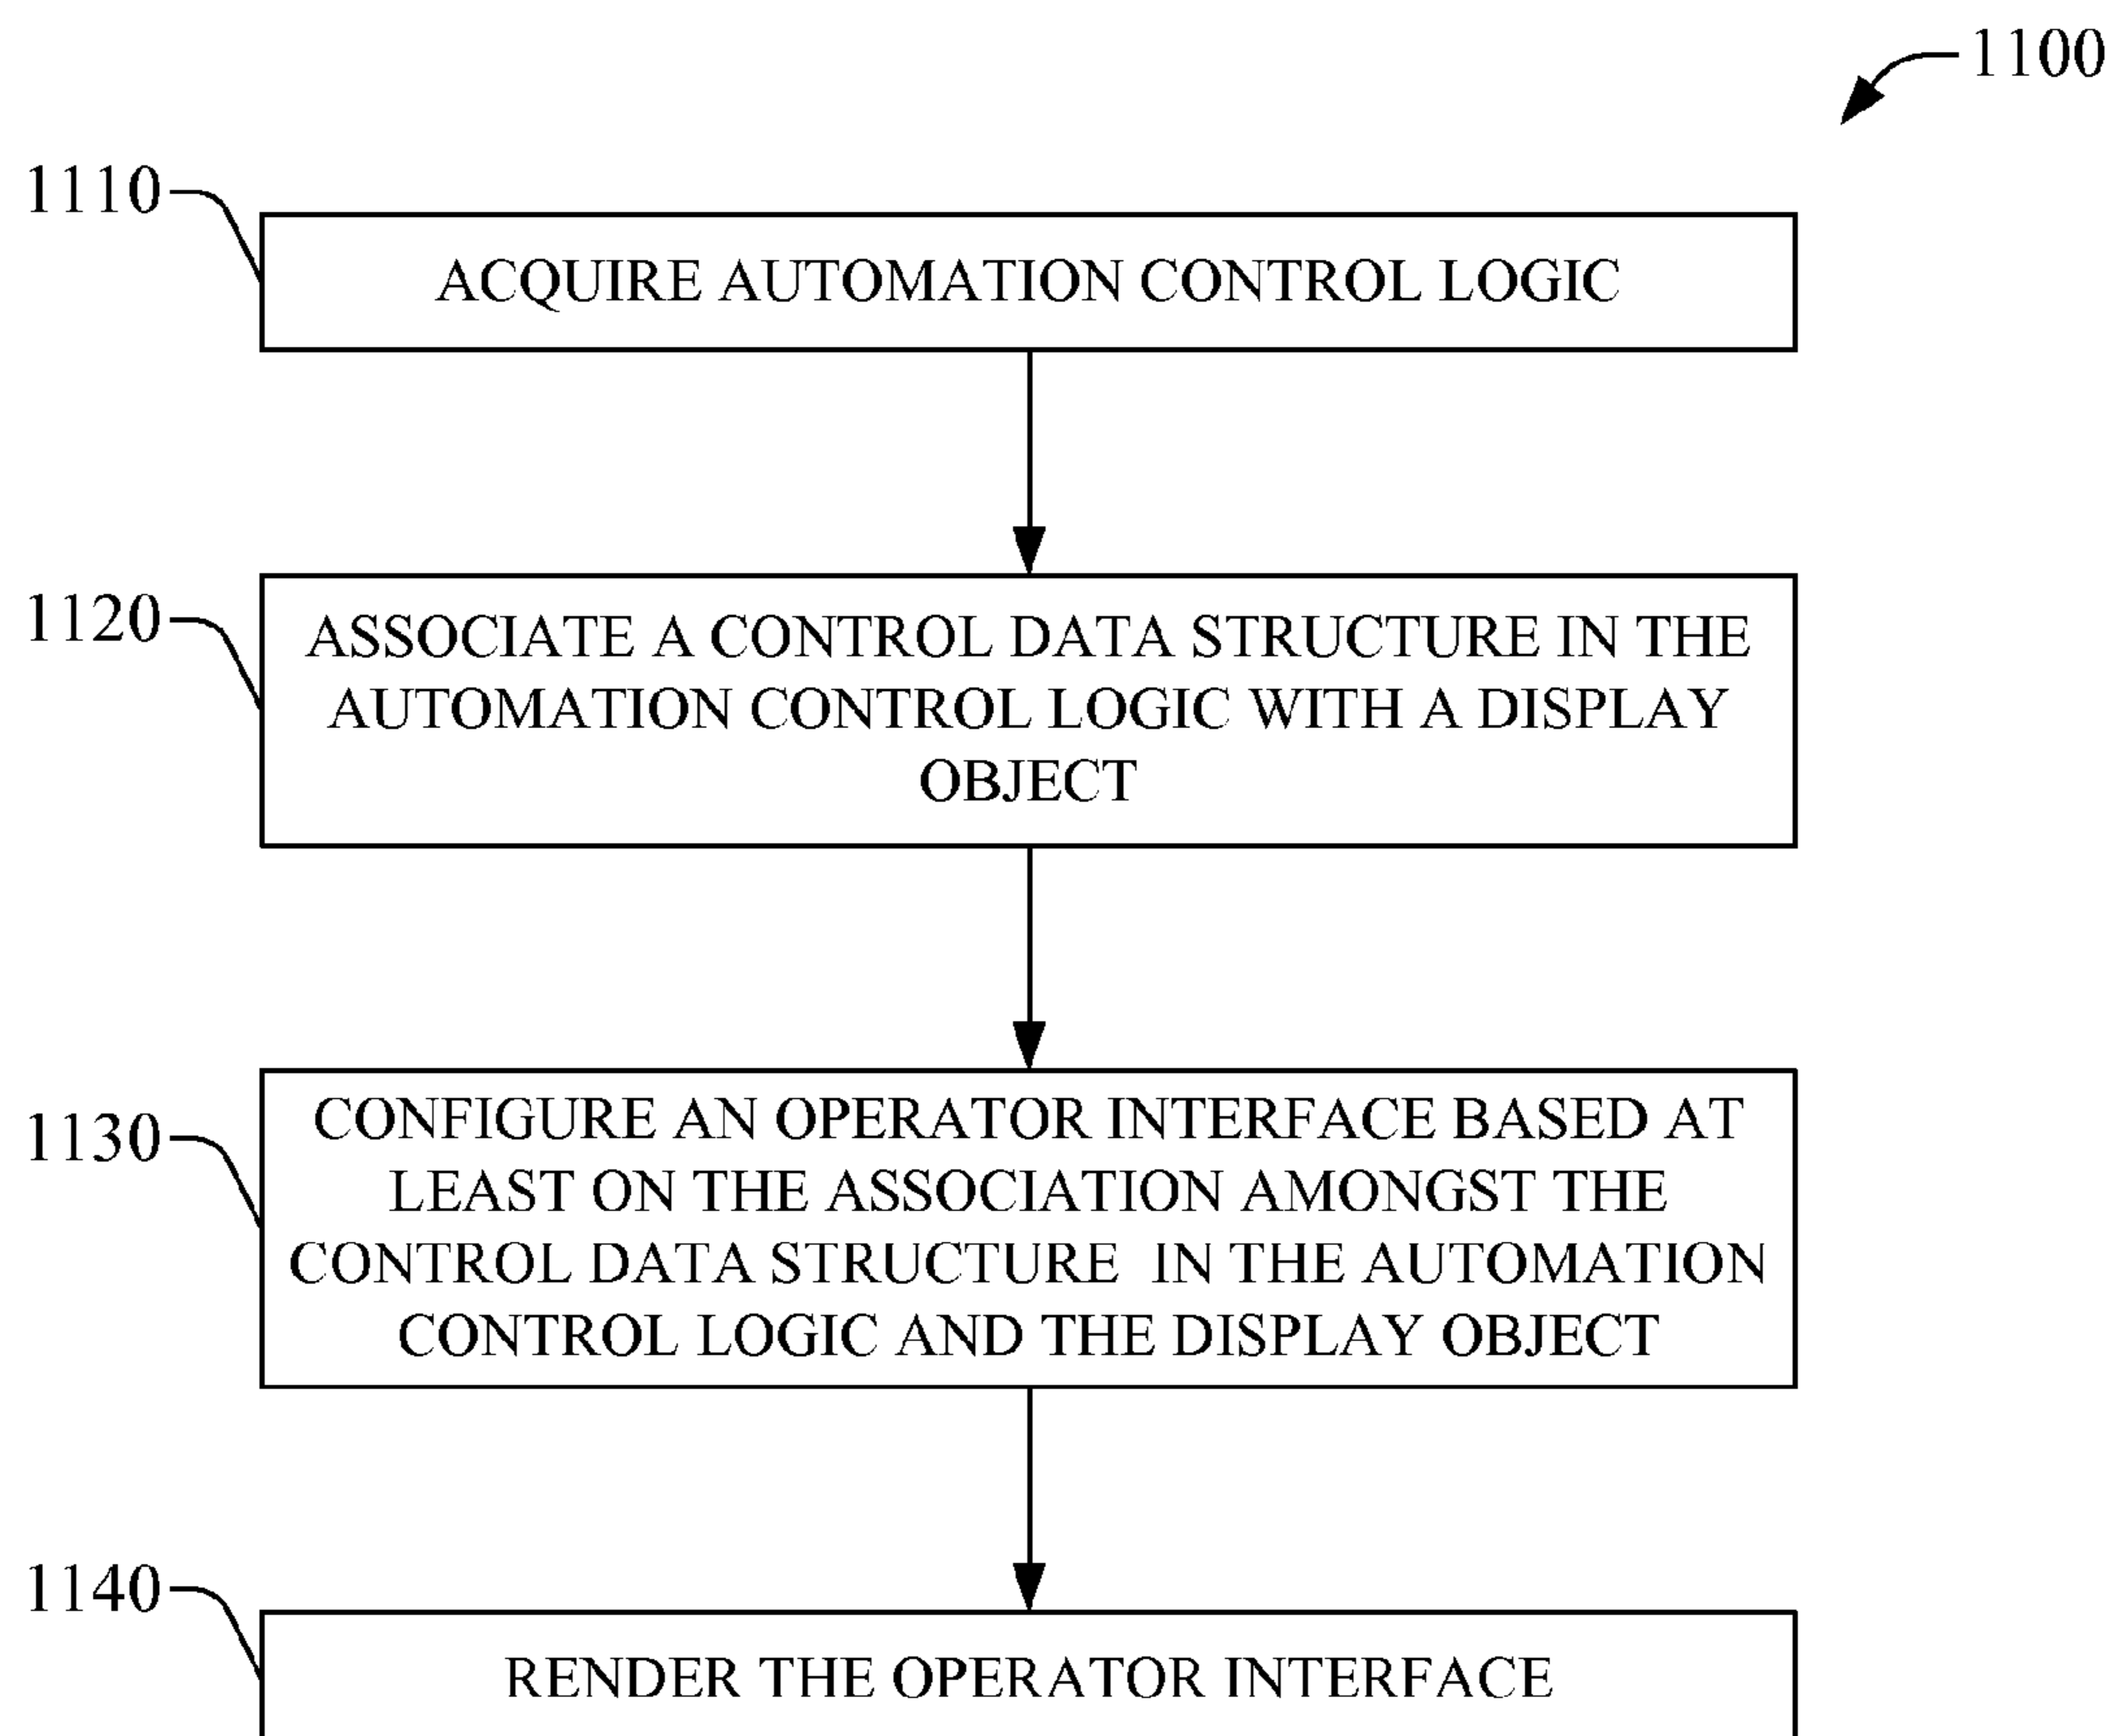 1100
1110
ACQUIRE AUTOMATION CONTROL LOGIC
1120
ASSOCIATE A CONTROL DATA STRUCTURE IN THE
AUTOMATION CONTROL LOGIC WITH A DISPLAY
OBJECT
1130
CONFIGURE AN OPERATOR INTERFACE BASED AT
LEAST ON THE ASSOCIATION AMONGST THE
CONTROL DATA STRUCTURE IN THE AUTOMATION
CONTROL LOGIC AND THE DISPLAY OBJECT
1140
RENDER THE OPERATOR INTERFACE